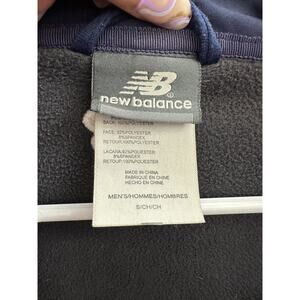 NB
new balance
BACK: 100%POLYESTER
FACE: 92%POLYESTER
8%SPANDEX
RETOUR:100%POLYESTER
LACARA:92%POLYESTER
8%SPANDEX
RETOUR:100%POLYESTER
MADE IN CHINA
FABRIQUE EN CHINE
HECHO EN CHINA
MEN'S/HOMMES/HOMBRES
S/CH/CH